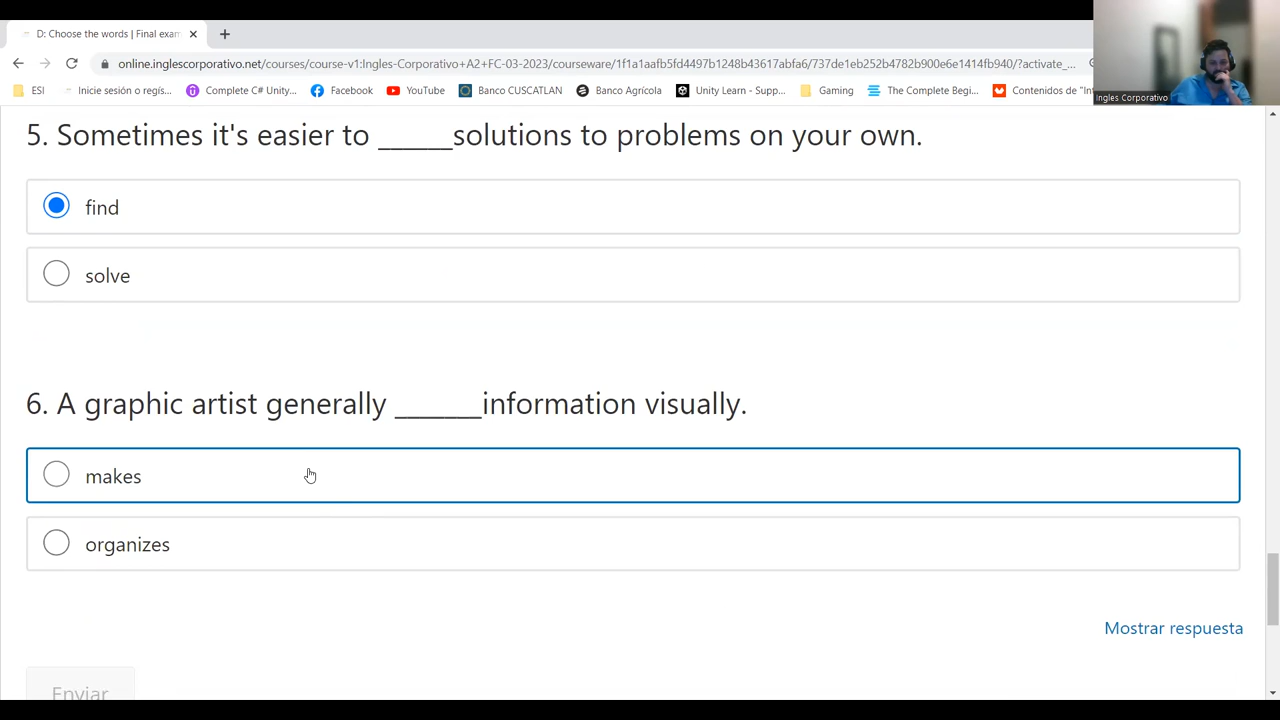 D: Choose the words | Final exam
online.inglescorporativo.net/courses/course-v1:Ingles-Corporativo+A2+FC-03-2023/courseware/1f1a1aafb5fd4497b1248b43617abfa6/737de1eb252b4782b900e6e1414fb940/?activate_...
ESI Inicie sesión o regís... Complete C# Unity... Facebook YouTube Banco CUSCATLAN Banco Agrícola Unity Learn - Supp... Gaming The Complete Begi... Contenidos de "Int
Ingles Corporativo
5. Sometimes it's easier to ______solutions to problems on your own.
find
solve
6. A graphic artist generally _______information visually.
makes
organizes
Mostrar respuesta
Enviar